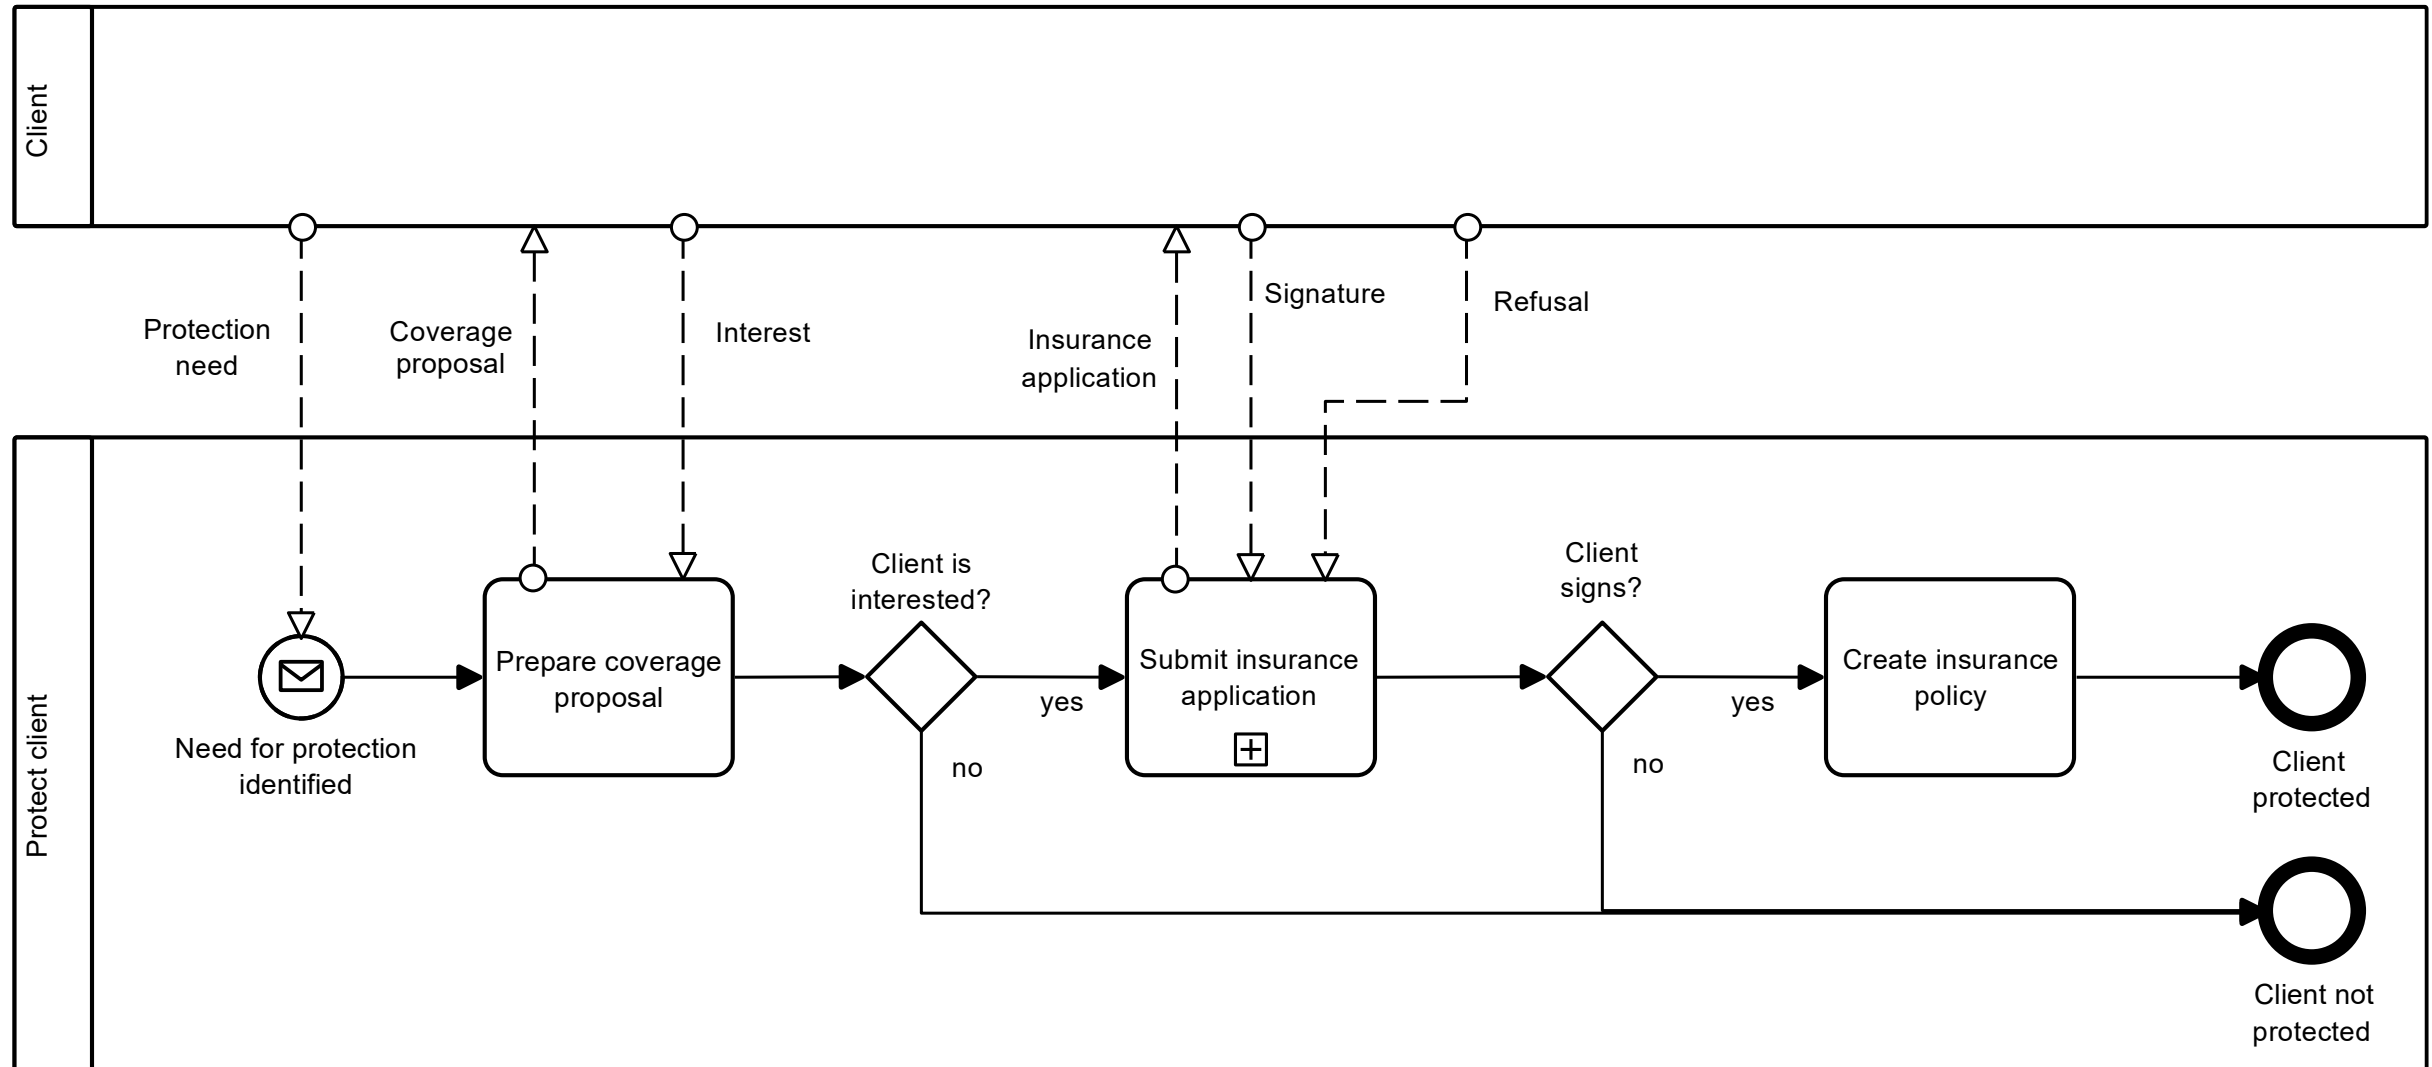 Client
Protection
need
Coverage
proposal
Interest
Insurance
application
Signature
Refusal
Protect client
Need for protection
identified
Prepare coverage
proposal
Client is
interested?
yes
no
Submit insurance
application
Client
signs?
yes
no
Create insurance
policy
Client
protected
Client not
protected